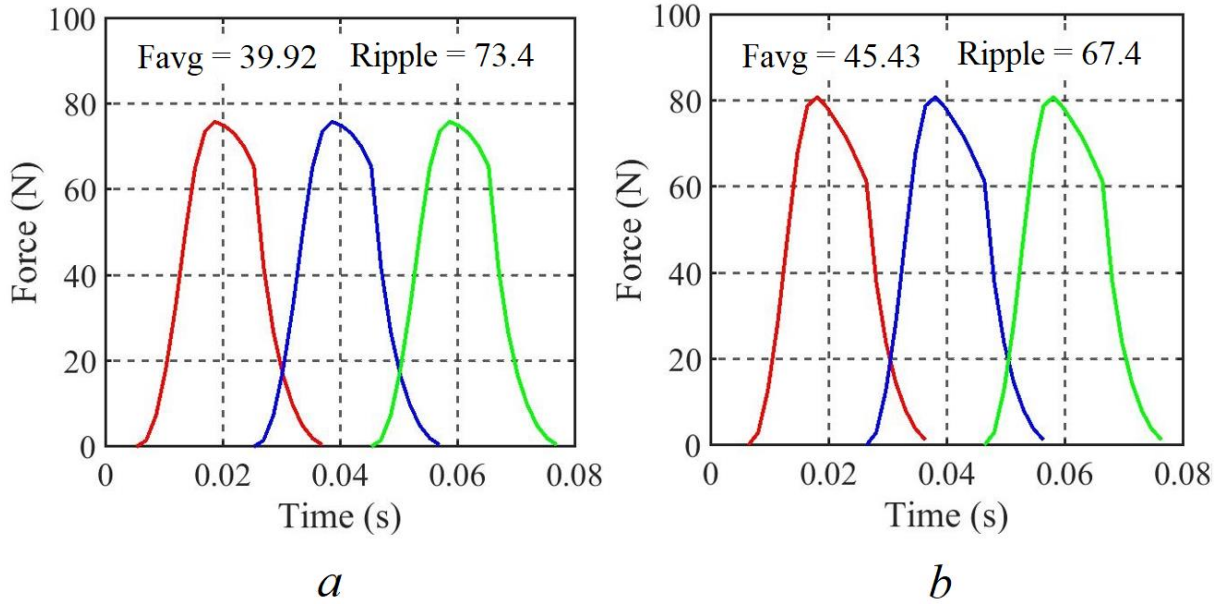 100
80
60
40
20
0
Force (N)
Favg = 39.92 Ripple = 73.4
0 0.02 0.04 0.06 0.08
Time (s)
a
100
80
60
40
20
0
Force (N)
Favg = 45.43 Ripple = 67.4
0 0.02 0.04 0.06 0.08
Time (s)
b